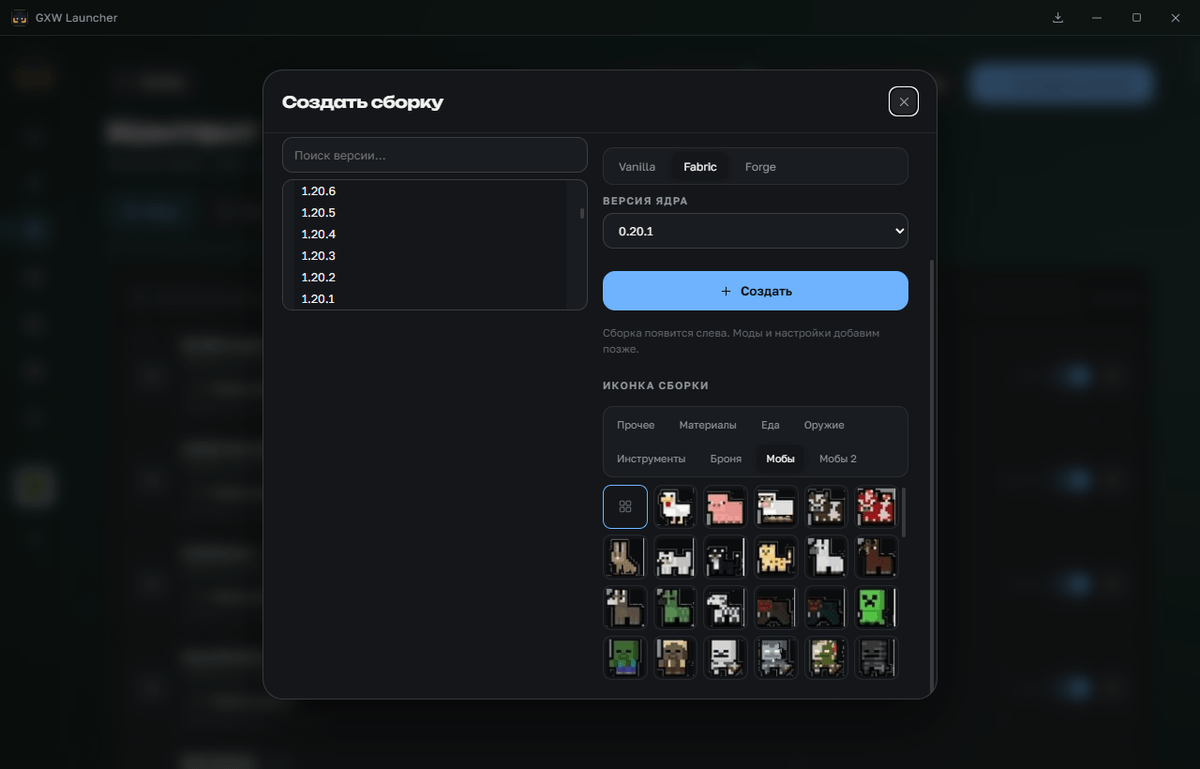 GXW Launcher
Создать сборку
Поиск версии...
1.20.6
1.20.5
1.20.4
1.20.3
1.20.2
1.20.1
Vanilla Fabric Forge
ВЕРСИЯ ЯДРА
0.20.1
+ Создать
Сборка появится слева. Моды и настройки добавим
позже.
ИКОНКА СБОРКИ
Прочее Материалы Еда Оружие
Инструменты Броня Мобы Мобы 2